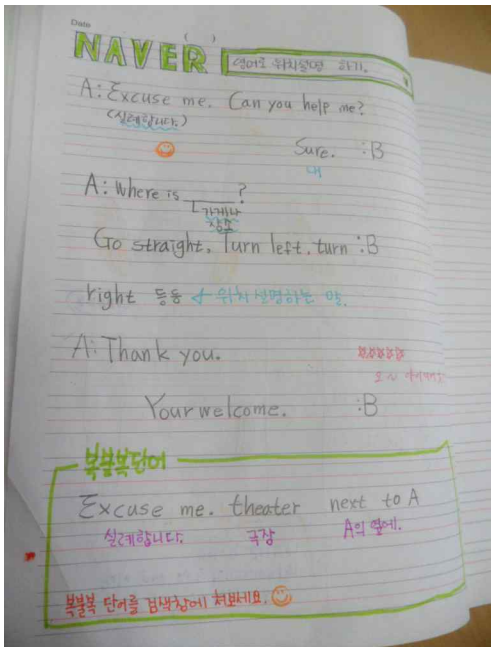 Date
( )
NAVER 영어로 위치설명 하기.
A: Excuse me. Can you help me?
(실례합니다.)
Sure. :B
네
A: Where is ______?
가게나
장소
Go straight, Turn left, turn :B
right 등등 위치 설명하는 말.
A: Thank you.
☆☆☆☆☆
Your welcome. :B
복불복단어
Excuse me. theater next to A
실례합니다. 극장 A의 옆에.
복불복 단어를 검색창에 쳐보세요.